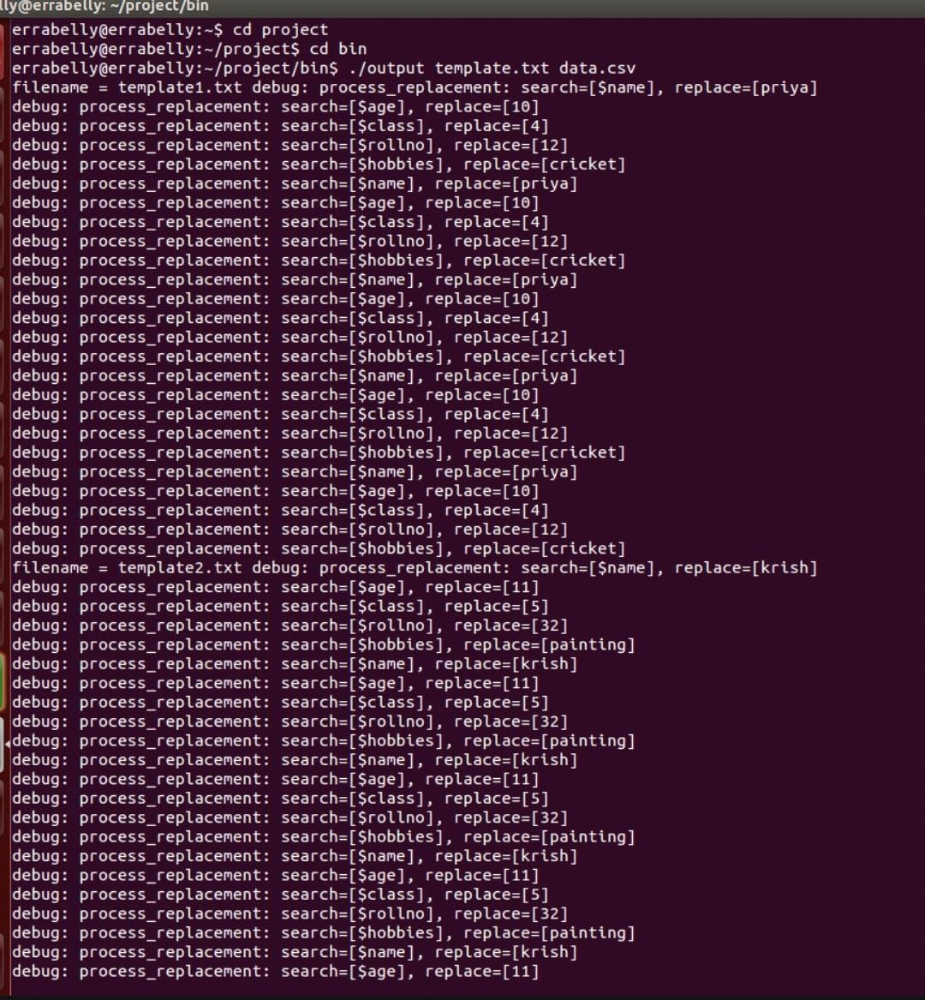 lly@errabelly: ~/project/bin
errabelly@errabelly:~$ cd project
errabelly@errabelly:~/project$ cd bin
errabelly@errabelly:~/project/bin$ ./output template.txt data.csv
filename = template1.txt debug: process_replacement: search=[$name], replace=[priya]
debug: process_replacement: search=[$age], replace=[10]
debug: process_replacement: search=[$class], replace=[4]
debug: process_replacement: search=[$rollno], replace=[12]
debug: process_replacement: search=[$hobbies], replace=[cricket]
debug: process_replacement: search=[$name], replace=[priya]
debug: process_replacement: search=[$age], replace=[10]
debug: process_replacement: search=[$class], replace=[4]
debug: process_replacement: search=[$rollno], replace=[12]
debug: process_replacement: search=[$hobbies], replace=[cricket]
debug: process_replacement: search=[$name], replace=[priya]
debug: process_replacement: search=[$age], replace=[10]
debug: process_replacement: search=[$class], replace=[4]
debug: process_replacement: search=[$rollno], replace=[12]
debug: process_replacement: search=[$hobbies], replace=[cricket]
debug: process_replacement: search=[$name], replace=[priya]
debug: process_replacement: search=[$age], replace=[10]
debug: process_replacement: search=[$class], replace=[4]
debug: process_replacement: search=[$rollno], replace=[12]
debug: process_replacement: search=[$hobbies], replace=[cricket]
debug: process_replacement: search=[$name], replace=[priya]
debug: process_replacement: search=[$age], replace=[10]
debug: process_replacement: search=[$class], replace=[4]
debug: process_replacement: search=[$rollno], replace=[12]
debug: process_replacement: search=[$hobbies], replace=[cricket]
filename = template2.txt debug: process_replacement: search=[$name], replace=[krish]
debug: process_replacement: search=[$age], replace=[11]
debug: process_replacement: search=[$class], replace=[5]
debug: process_replacement: search=[$rollno], replace=[32]
debug: process_replacement: search=[$hobbies], replace=[painting]
debug: process_replacement: search=[$name], replace=[krish]
debug: process_replacement: search=[$age], replace=[11]
debug: process_replacement: search=[$class], replace=[5]
debug: process_replacement: search=[$rollno], replace=[32]
debug: process_replacement: search=[$hobbies], replace=[painting]
debug: process_replacement: search=[$name], replace=[krish]
debug: process_replacement: search=[$age], replace=[11]
debug: process_replacement: search=[$class], replace=[5]
debug: process_replacement: search=[$rollno], replace=[32]
debug: process_replacement: search=[$hobbies], replace=[painting]
debug: process_replacement: search=[$name], replace=[krish]
debug: process_replacement: search=[$age], replace=[11]
debug: process_replacement: search=[$class], replace=[5]
debug: process_replacement: search=[$rollno], replace=[32]
debug: process_replacement: search=[$hobbies], replace=[painting]
debug: process_replacement: search=[$name], replace=[krish]
debug: process_replacement: search=[$age], replace=[11]